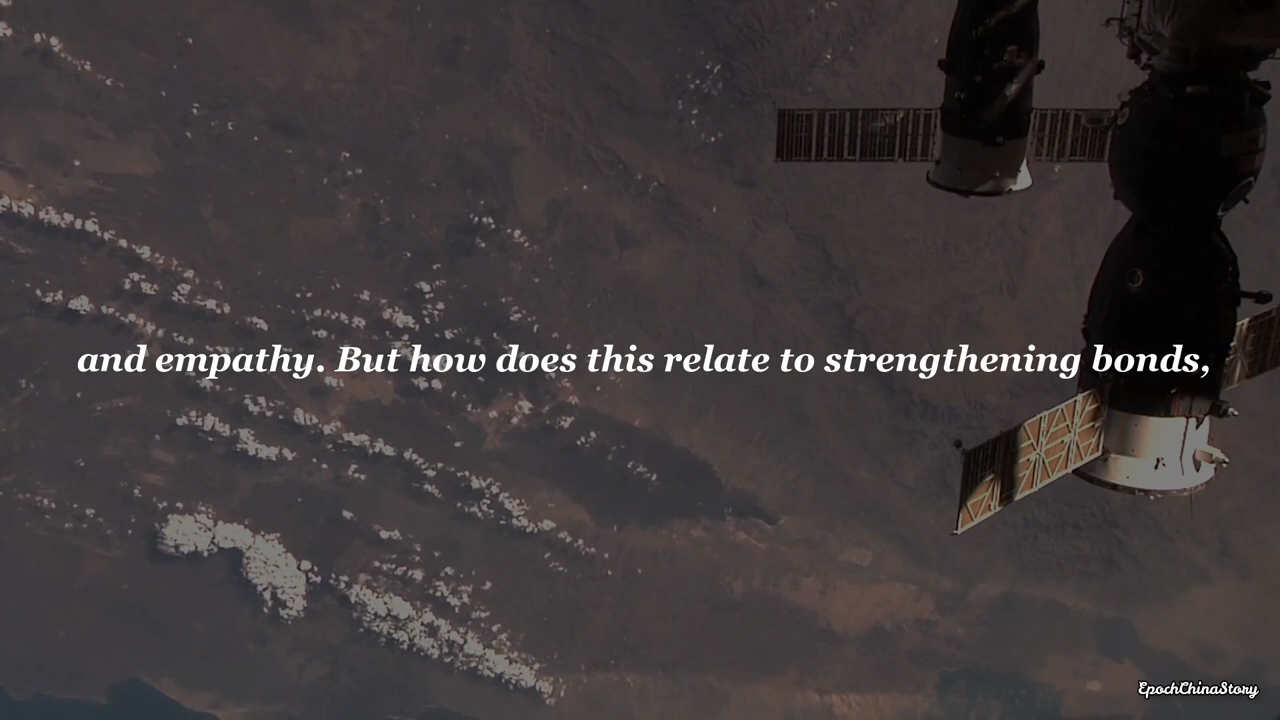 and empathy. But how does this relate to strengthening bonds,
EpochChinaStory